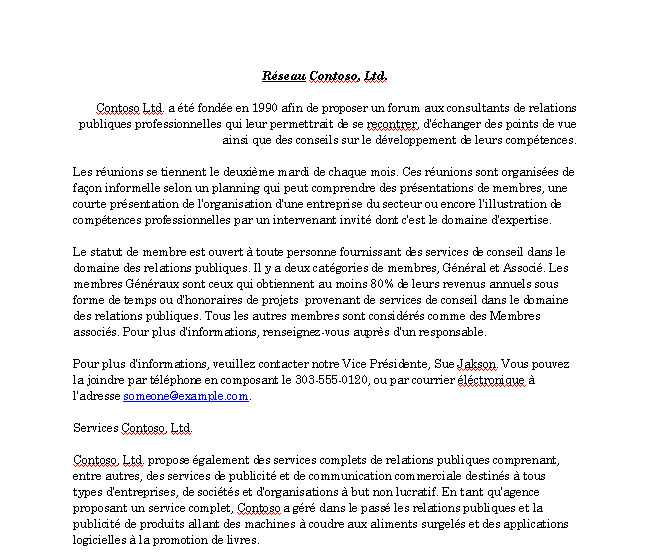 Réseau Contoso, Ltd.
Contoso Ltd. a été fondée en 1990 afin de proposer un forum aux consultants de relations
publiques professionnelles qui leur permettrait de se recontrer, d'échanger des points de vue
ainsi que des conseils sur le développement de leurs compétences.
Les réunions se tiennent le deuxième mardi de chaque mois. Ces réunions sont organisées de
façon informelle selon un planning qui peut comprendre des présentations de membres, une
courte présentation de l'organisation d'une entreprise du secteur ou encore l'illustration de
compétences professionnelles par un intervenant invité dont c'est le domaine d'expertise.
Le statut de membre est ouvert à toute personne fournissant des services de conseil dans le
domaine des relations publiques. Il y a deux catégories de membres, Général et Associé. Les
membres Généraux sont ceux qui obtiennent au moins 80% de leurs revenus annuels sous
forme de temps ou d'honoraires de projets  provenant de services de conseil dans le domaine
des relations publiques. Tous les autres membres sont considérés comme des Membres
associés. Pour plus d'informations, renseignez-vous auprès d'un responsable.
Pour plus d'informations, veuillez contacter notre Vice Présidente, Sue Jakson. Vous pouvez
la joindre par téléphone en composant le 303-555-0120, ou par courrier éléctronique à
l'adresse someone@example.com.
Services Contoso, Ltd.
Contoso, Ltd. propose également des services complets de relations publiques comprenant,
entre autres, des services de publicité et de communication commerciale destinés à tous
types d'entreprises, de sociétés et d'organisations à but non lucratif. En tant qu'agence
proposant un service complet, Contoso a géré dans le passé les relations publiques et la
publicité de produits allant des machines à coudre aux aliments surgelés et des applications
logicielles à la promotion de livres.